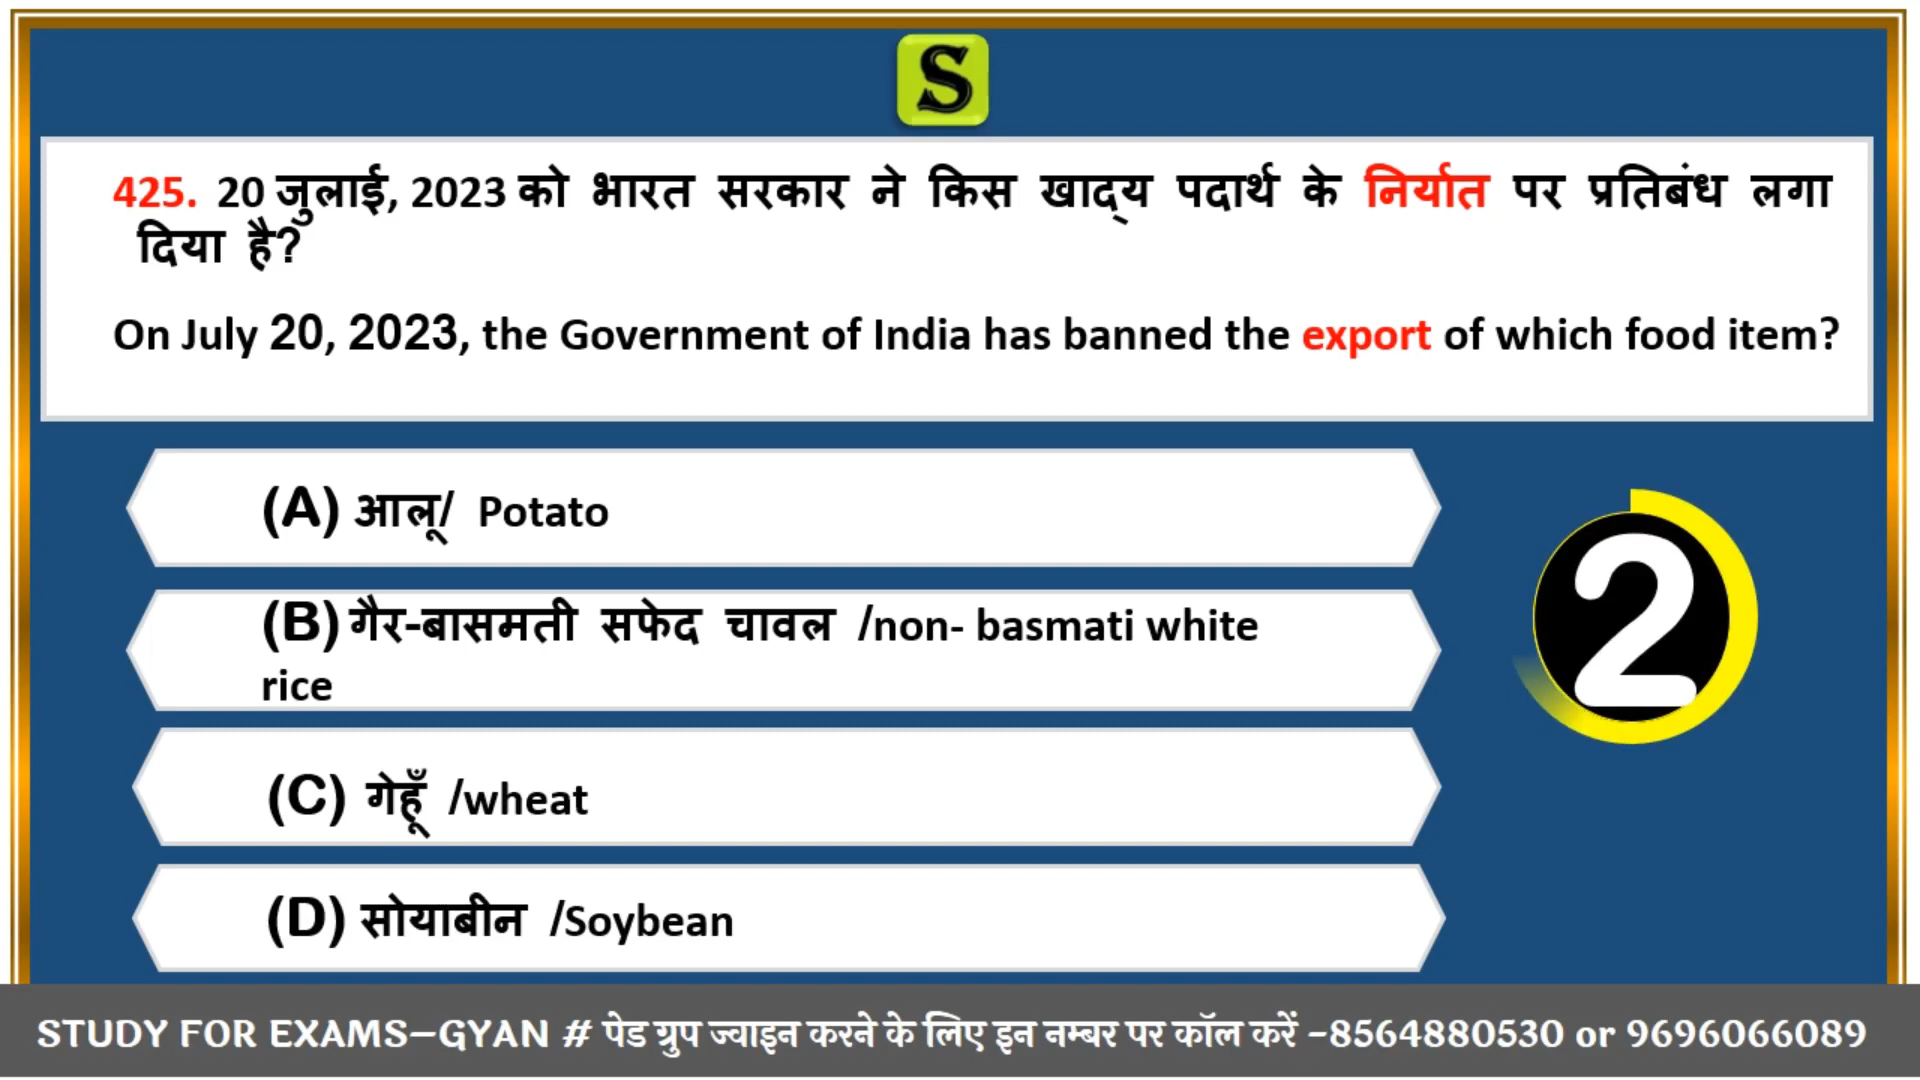 S
425. 20 जुलाई, 2023 को भारत सरकार ने किस खाद्य पदार्थ के निर्यात पर प्रतिबंध लगा
दिया है?
On July 20, 2023, the Government of India has banned the export of which food item?
(A) आलू/ Potato
(B) गैर-बासमती सफेद चावल /non- basmati white
rice
2
(C) गेहूँ /wheat
(D) सोयाबीन /Soybean
STUDY FOR EXAMS–GYAN # पेड ग्रुप ज्वाइन करने के लिए इन नम्बर पर कॉल करें –8564880530 or 9696066089